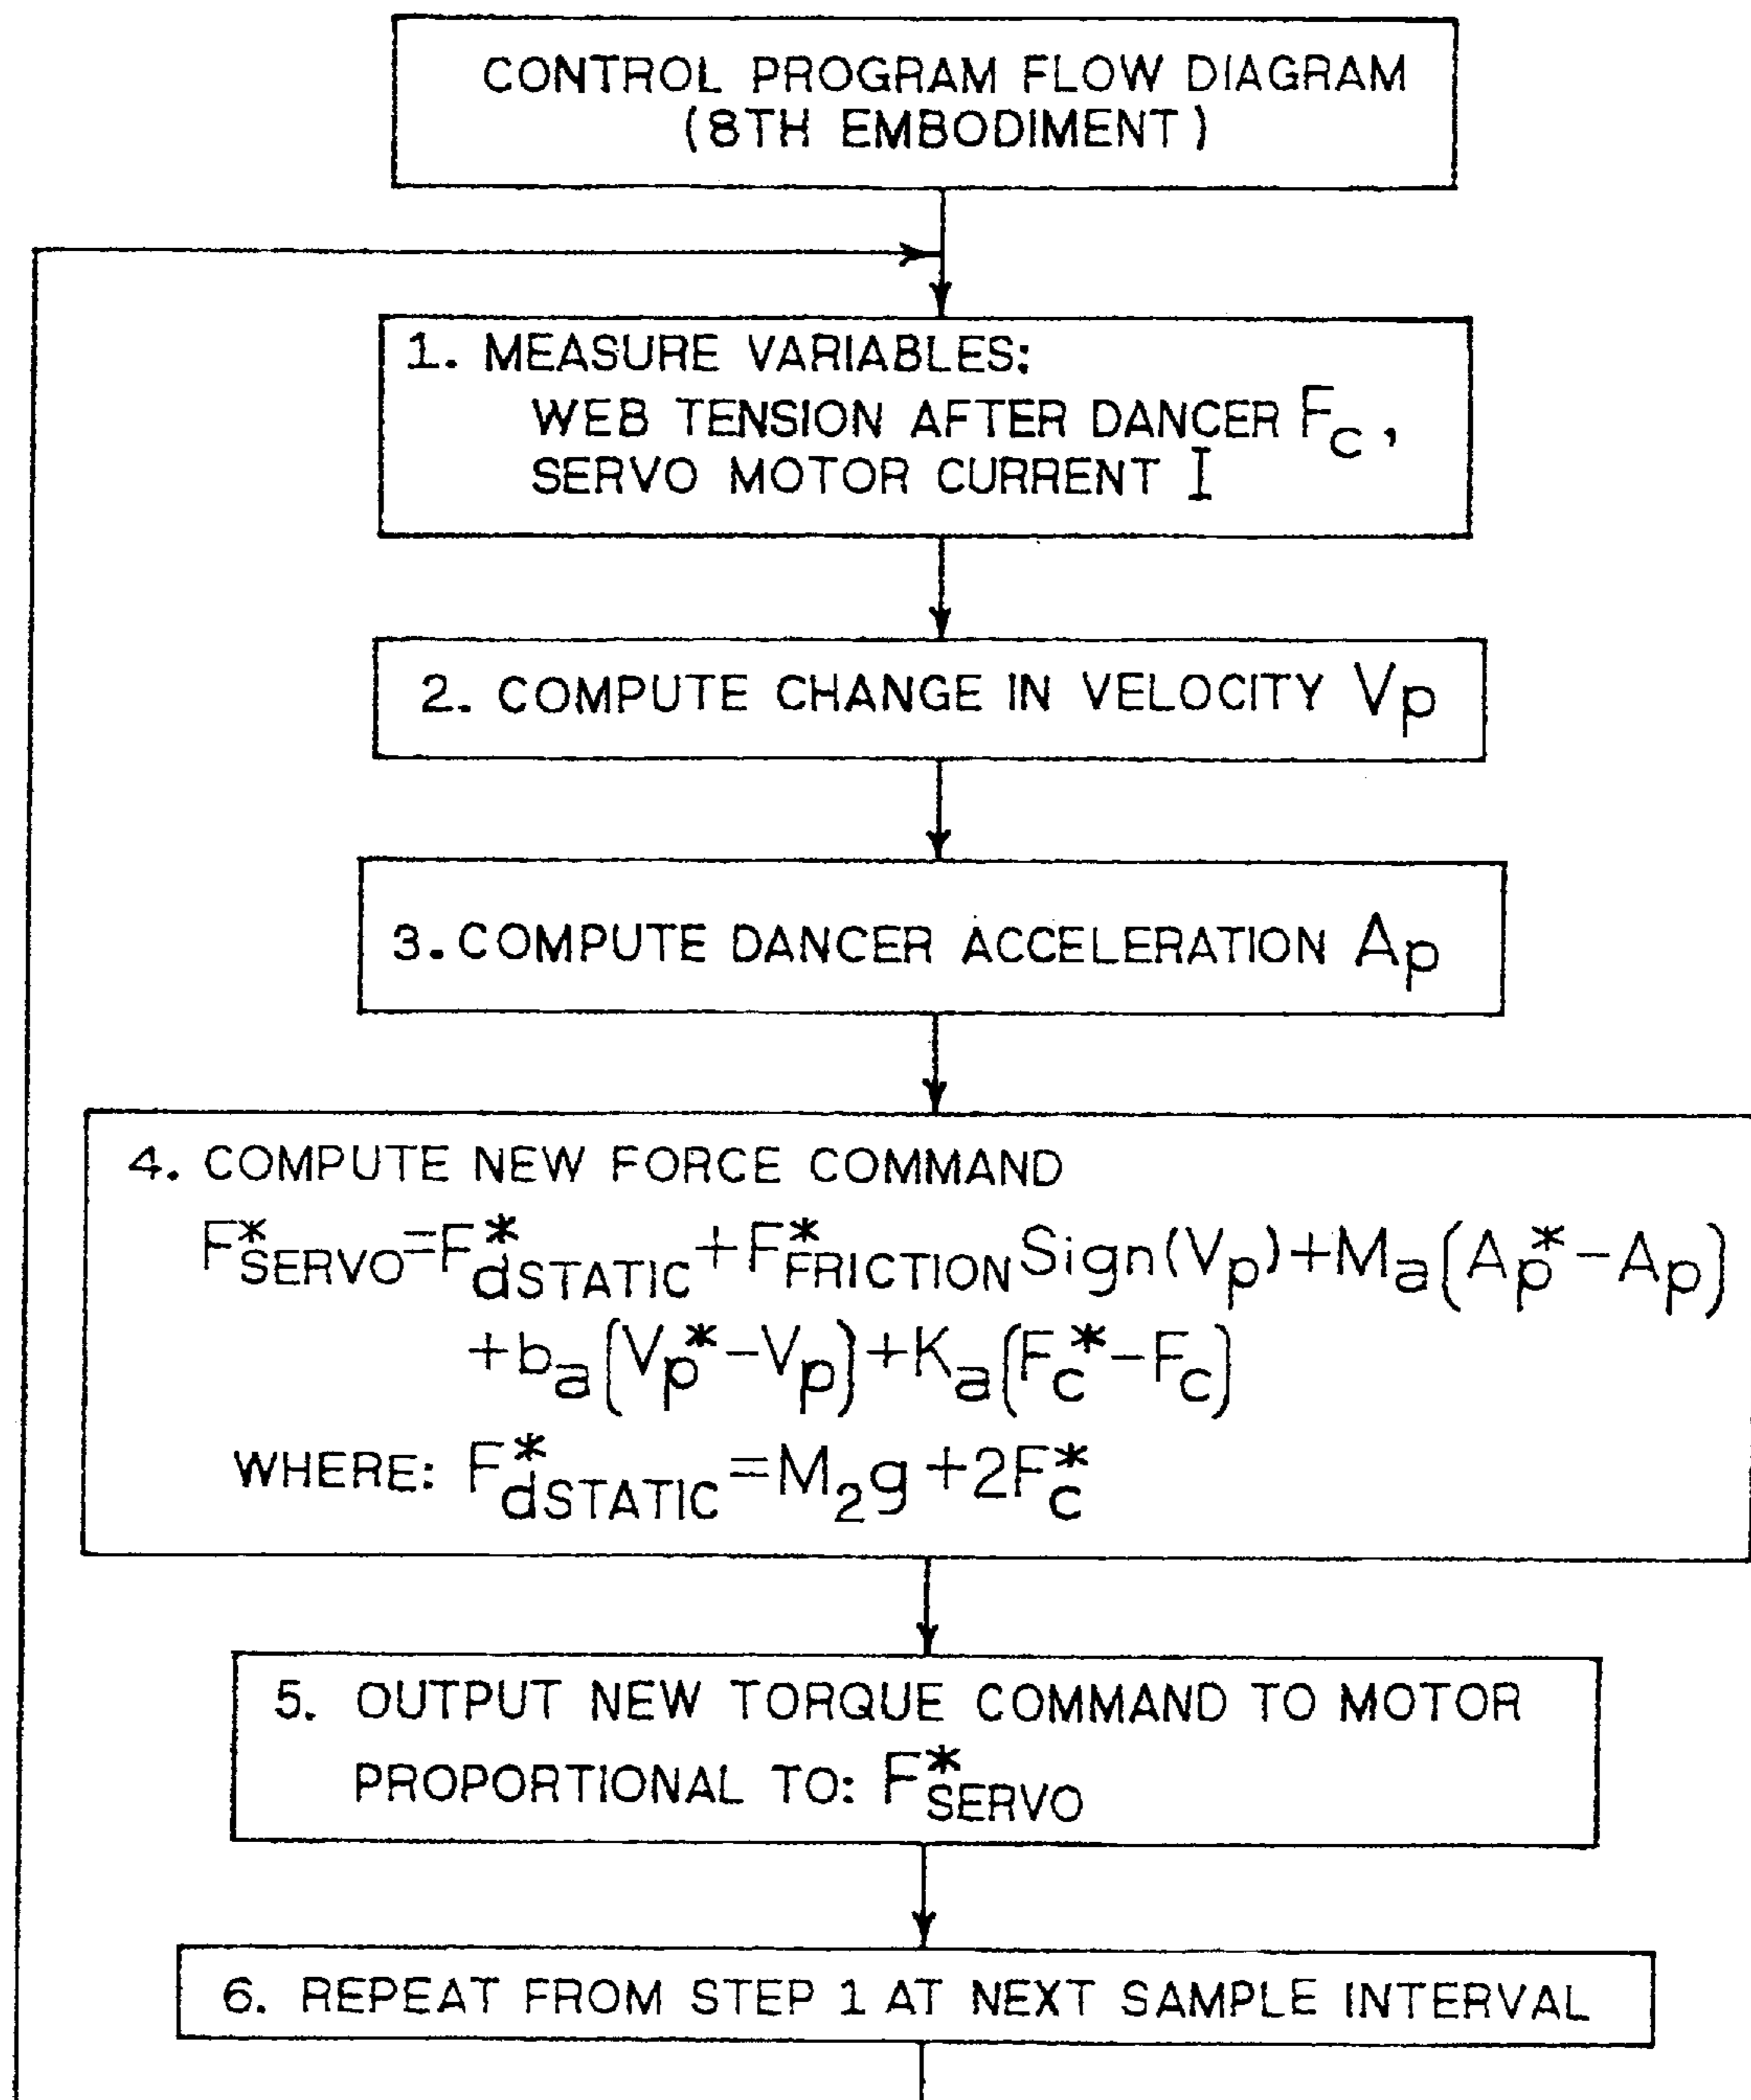 CONTROL PROGRAM FLOW DIAGRAM
(8TH EMBODIMENT)
1. MEASURE VARIABLES:
WEB TENSION AFTER DANCER Fc,
SERVO MOTOR CURRENT I
2. COMPUTE CHANGE IN VELOCITY Vp
3. COMPUTE DANCER ACCELERATION Ap
4. COMPUTE NEW FORCE COMMAND
F*SERVO=F*dSTATIC+F*FRICTIONSign(Vp)+Ma(Ap*-Ap)
+ba(Vp*-Vp)+Ka(Fc*-Fc)
WHERE: F*dSTATIC=M2g+2F*c
5. OUTPUT NEW TORQUE COMMAND TO MOTOR
PROPORTIONAL TO: F*SERVO
6. REPEAT FROM STEP 1 AT NEXT SAMPLE INTERVAL